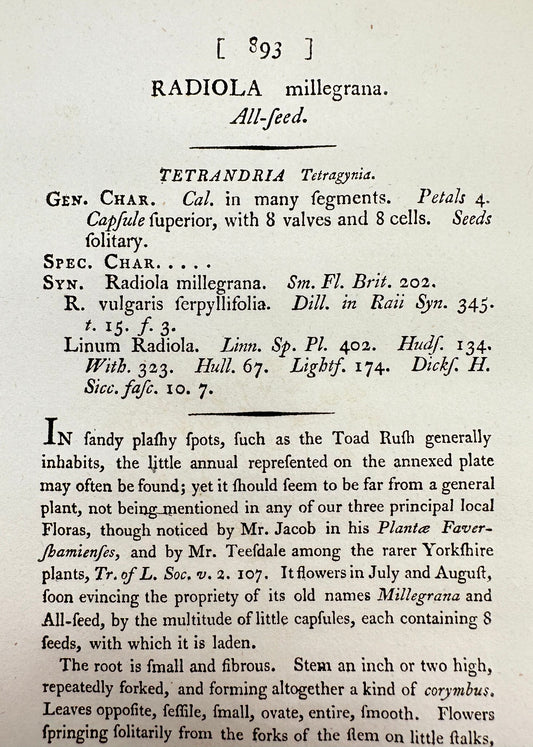 [ 893 ]
RADIOLA millegrana.
All-ſeed.
TETRANDRIA Tetragynia.
GEN. CHAR. Cal. in many ſegments. Petals 4.
Capſule ſuperior, with 8 valves and 8 cells. Seeds
ſolitary.
SPEC. CHAR. . . . .
SYN. Radiola millegrana. Sm. Fl. Brit. 202.
R. vulgaris ſerpyllifolia. Dill. in Raii Syn. 345.
t. 15. f. 3.
Linum Radiola. Linn. Sp. Pl. 402. Hudſ. 134.
With. 323. Hull. 67. Lightf. 174. Dickſ. H.
Sicc. faſc. 10. 7.
IN ſandy plaſhy ſpots, ſuch as the Toad Ruſh generally
inhabits, the little annual repreſented on the annexed plate
may often be found; yet it ſhould ſeem to be far from a general
plant, not being mentioned in any of our three principal local
Floras, though noticed by Mr. Jacob in his Plantæ Faver-
ſhamienſes, and by Mr. Teeſdale among the rarer Yorkſhire
plants, Tr. of L. Soc. v. 2. 107. It flowers in July and Auguſt,
ſoon evincing the propriety of its old names Millegrana and
All-ſeed, by the multitude of little capſules, each containing 8
ſeeds, with which it is laden.
The root is ſmall and fibrous. Stem an inch or two high,
repeatedly forked, and forming altogether a kind of corymbus.
Leaves oppoſite, ſeſſile, ſmall, ovate, entire, ſmooth. Flowers
ſpringing ſolitarily from the forks of the ſtem on little ſtalks,